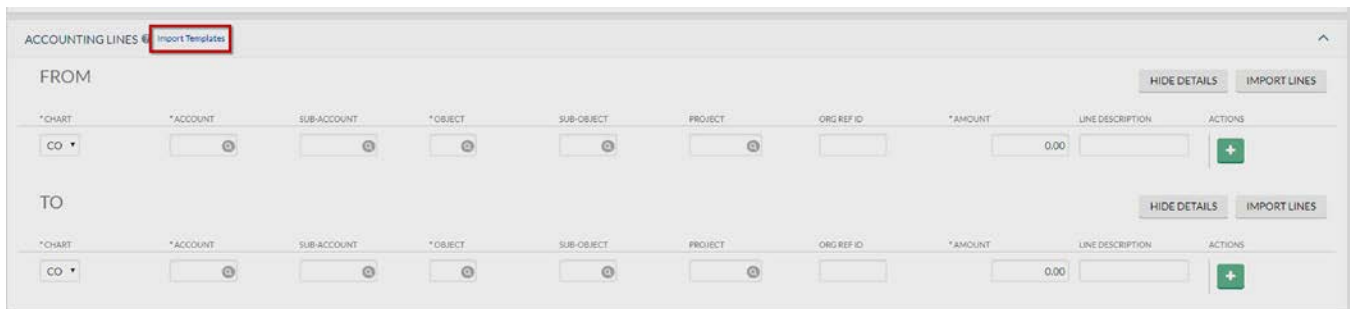 ACCOUNTING LINES Import Templates
FROM
HIDE DETAILS IMPORT LINES
* CHART * ACCOUNT SUB-ACCOUNT * OBJECT SUB-OBJECT PROJECT ORG REF ID * AMOUNT LINE DESCRIPTION ACTIONS
CO 0.00 +
TO
HIDE DETAILS IMPORT LINES
* CHART * ACCOUNT SUB-ACCOUNT * OBJECT SUB-OBJECT PROJECT ORG REF ID * AMOUNT LINE DESCRIPTION ACTIONS
CO 0.00 +